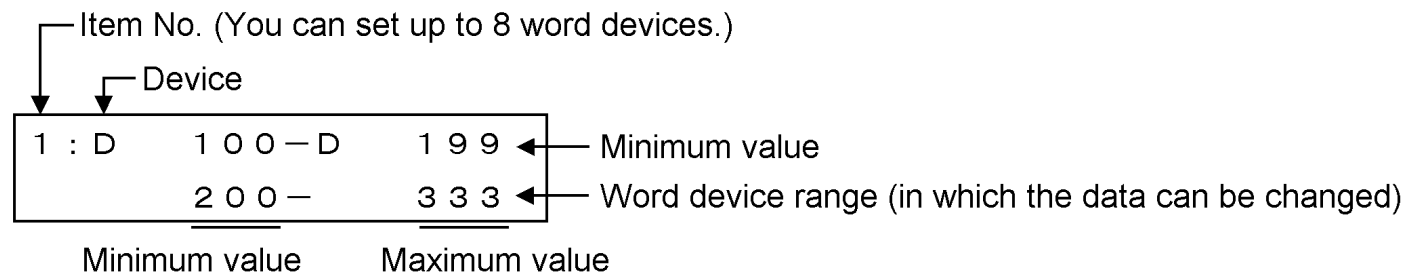 Item No. (You can set up to 8 word devices.)
Device
1 : D 100-D 199 Minimum value
200- 333 Word device range (in which the data can be changed)
Minimum value Maximum value